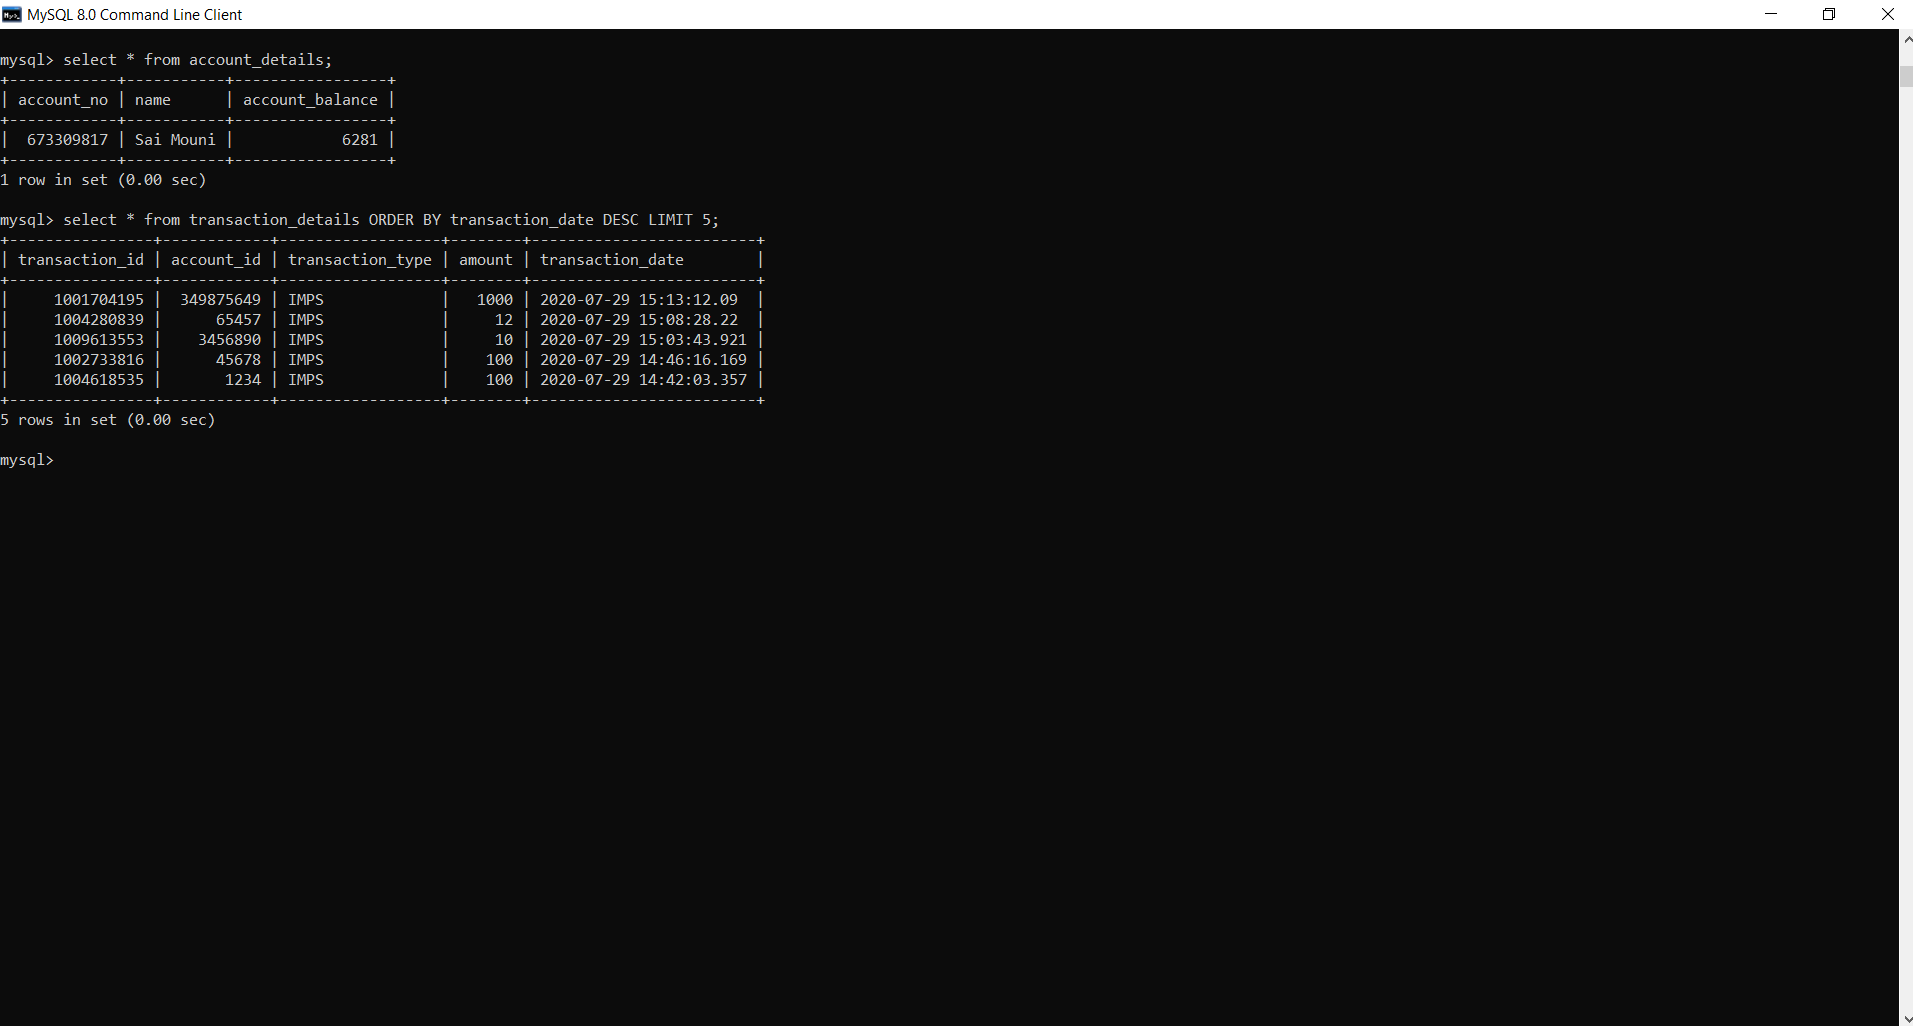 MySQL 8.0 Command Line Client
mysql> select * from account_details;
+------------+-----------+-----------------+
| account_no | name      | account_balance |
+------------+-----------+-----------------+
|  673309817 | Sai Mouni |            6281 |
+------------+-----------+-----------------+
1 row in set (0.00 sec)
mysql> select * from transaction_details ORDER BY transaction_date DESC LIMIT 5;
+----------------+------------+------------------+--------+-------------------------+
| transaction_id | account_id | transaction_type | amount | transaction_date        |
+----------------+------------+------------------+--------+-------------------------+
|     1001704195 |  349875649 | IMPS             |   1000 | 2020-07-29 15:13:12.09  |
|     1004280839 |      65457 | IMPS             |     12 | 2020-07-29 15:08:28.22  |
|     1009613553 |    3456890 | IMPS             |     10 | 2020-07-29 15:03:43.921 |
|     1002733816 |      45678 | IMPS             |    100 | 2020-07-29 14:46:16.169 |
|     1004618535 |       1234 | IMPS             |    100 | 2020-07-29 14:42:03.357 |
+----------------+------------+------------------+--------+-------------------------+
5 rows in set (0.00 sec)
mysql>